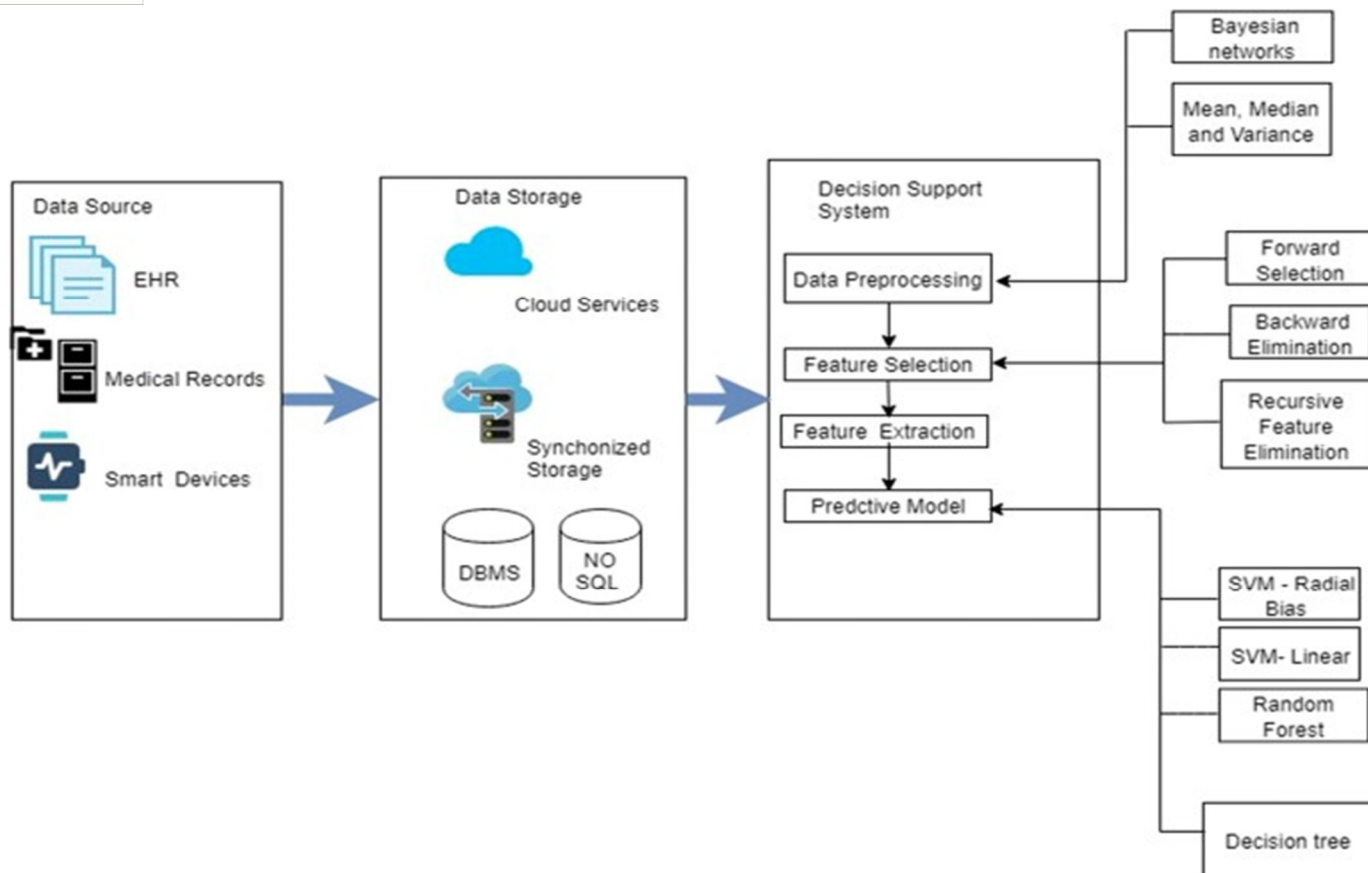 Data Source
EHR
Medical Records
Smart  Devices
Data Storage
Cloud Services
Synchonized
Storage
DBMS
NO
SQL
Decision Support
System
Data Preprocessing
Feature Selection
Feature  Extraction
Predctive Model
Bayesian
networks
Mean, Median
and Variance
Forward
Selection
Backward
Elimination
Recursive
Feature
Elimination
SVM - Radial
Bias
SVM- Linear
Random
Forest
Decision tree